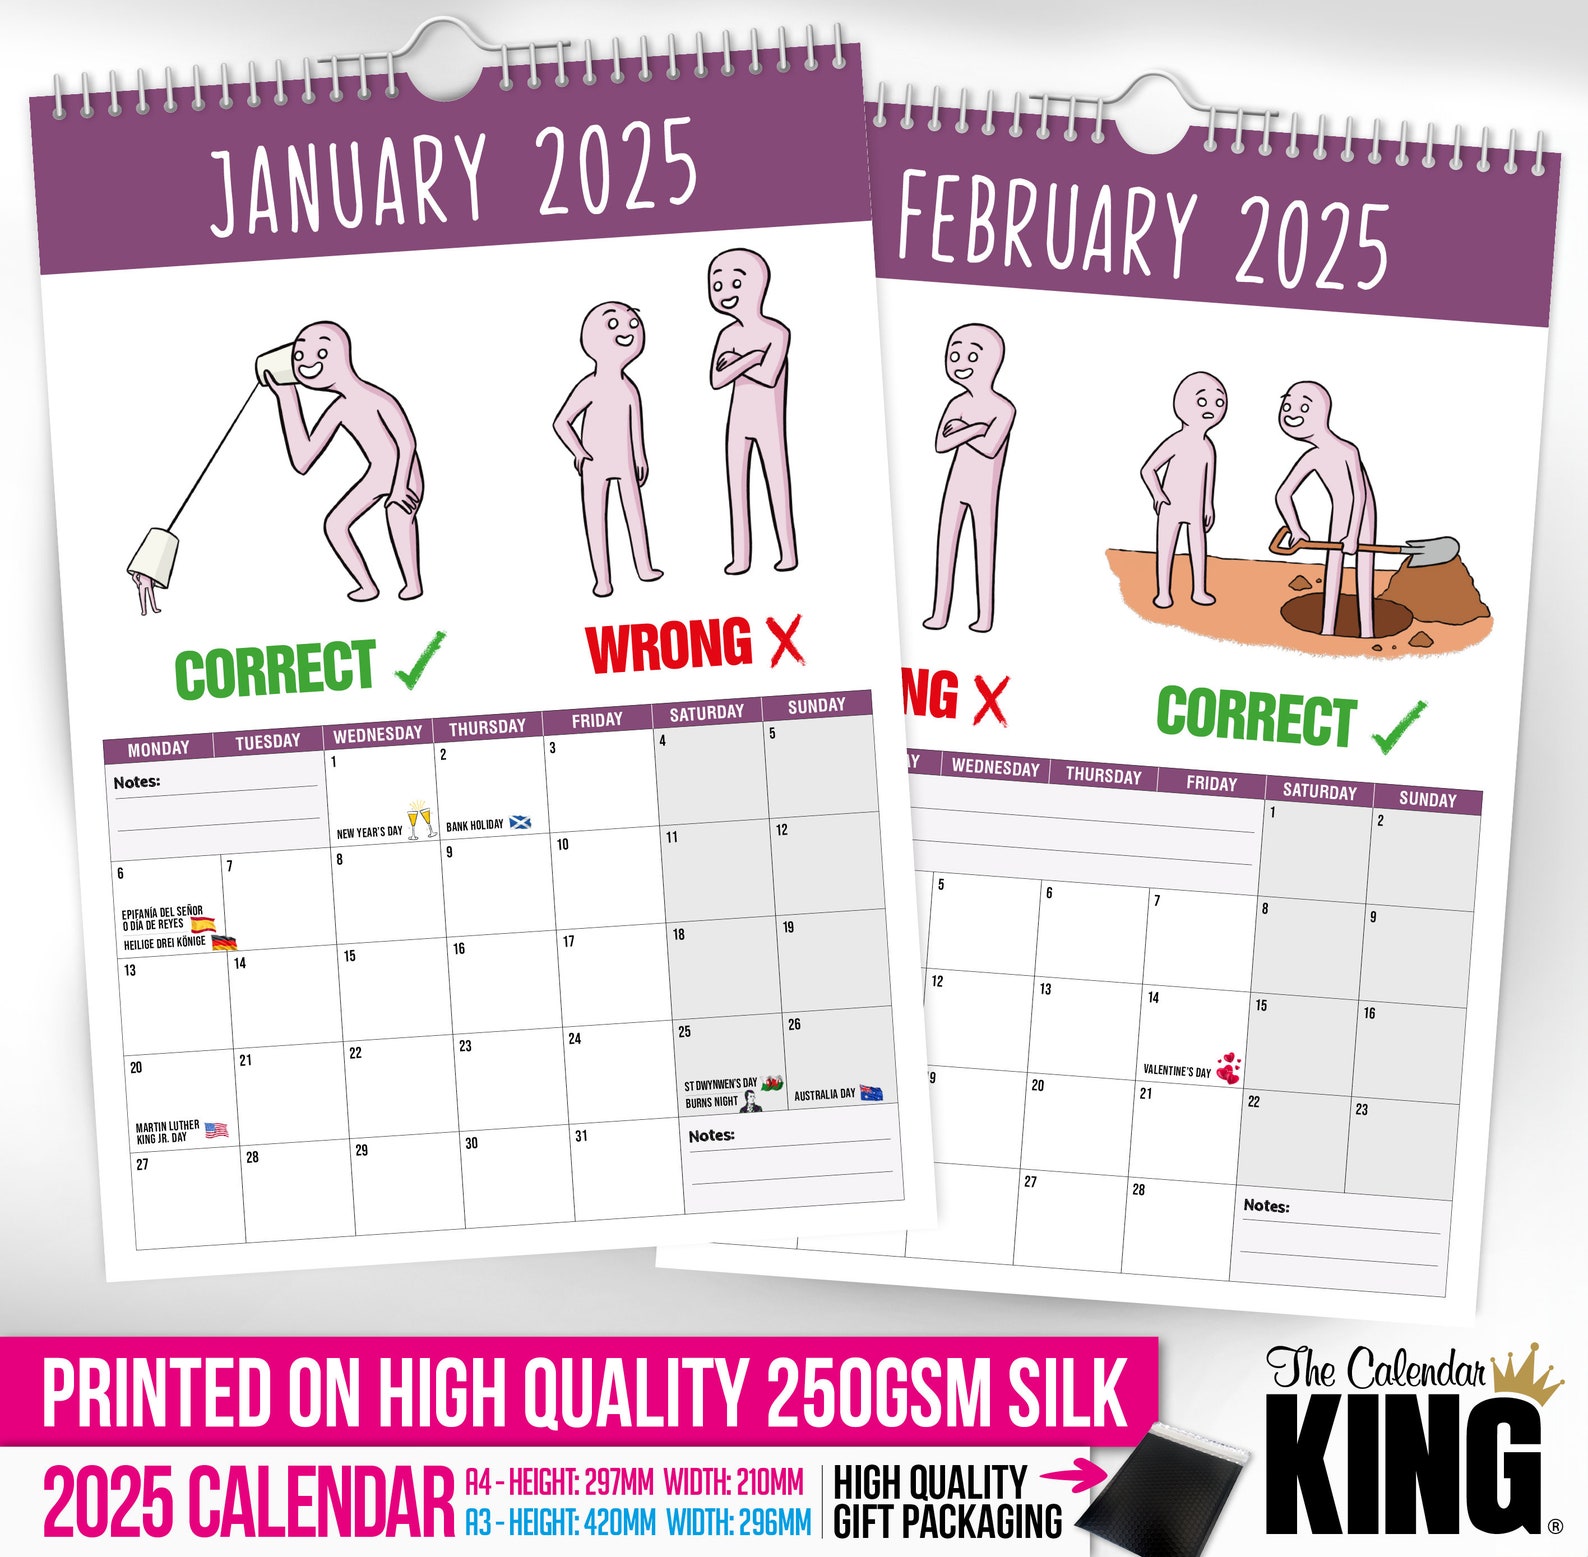 JANUARY 2025
CORRECT
WRONG
MONDAY TUESDAY WEDNESDAY THURSDAY FRIDAY SATURDAY SUNDAY
Notes:
1 2 3 4 5
NEW YEAR'S DAY
BANK HOLIDAY
6 7 8 9 10 11 12
EPIFANÍA DEL SEÑOR
O DÍA DE REYES
HEILIGE DREI KÖNIGE
13 14 15 16 17 18 19
20 21 22 23 24 25 26
MARTIN LUTHER
KING JR. DAY
ST DWYNWEN'S DAY
BURNS NIGHT
AUSTRALIA DAY
27 28 29 30 31
Notes:
FEBRUARY 2025
NG
CORRECT
AY WEDNESDAY THURSDAY FRIDAY SATURDAY SUNDAY
1 2
5 6 7 8 9
12 13 14 15 16
VALENTINE'S DAY
9 20 21 22 23
27 28
Notes:
PRINTED ON HIGH QUALITY 250GSM SILK
2025 CALENDAR
A4 - HEIGHT: 297MM WIDTH: 210MM
A3 - HEIGHT: 420MM WIDTH: 296MM
HIGH QUALITY
GIFT PACKAGING
The Calendar
KING®